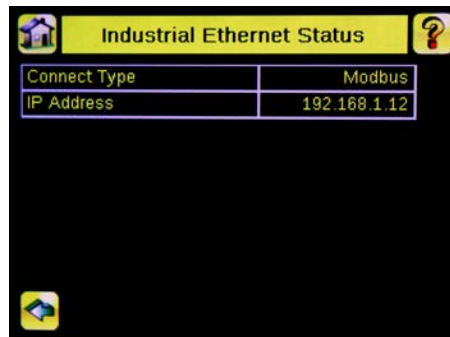 Industrial Ethernet Status
Connect Type Modbus
IP Address 192.168.1.12